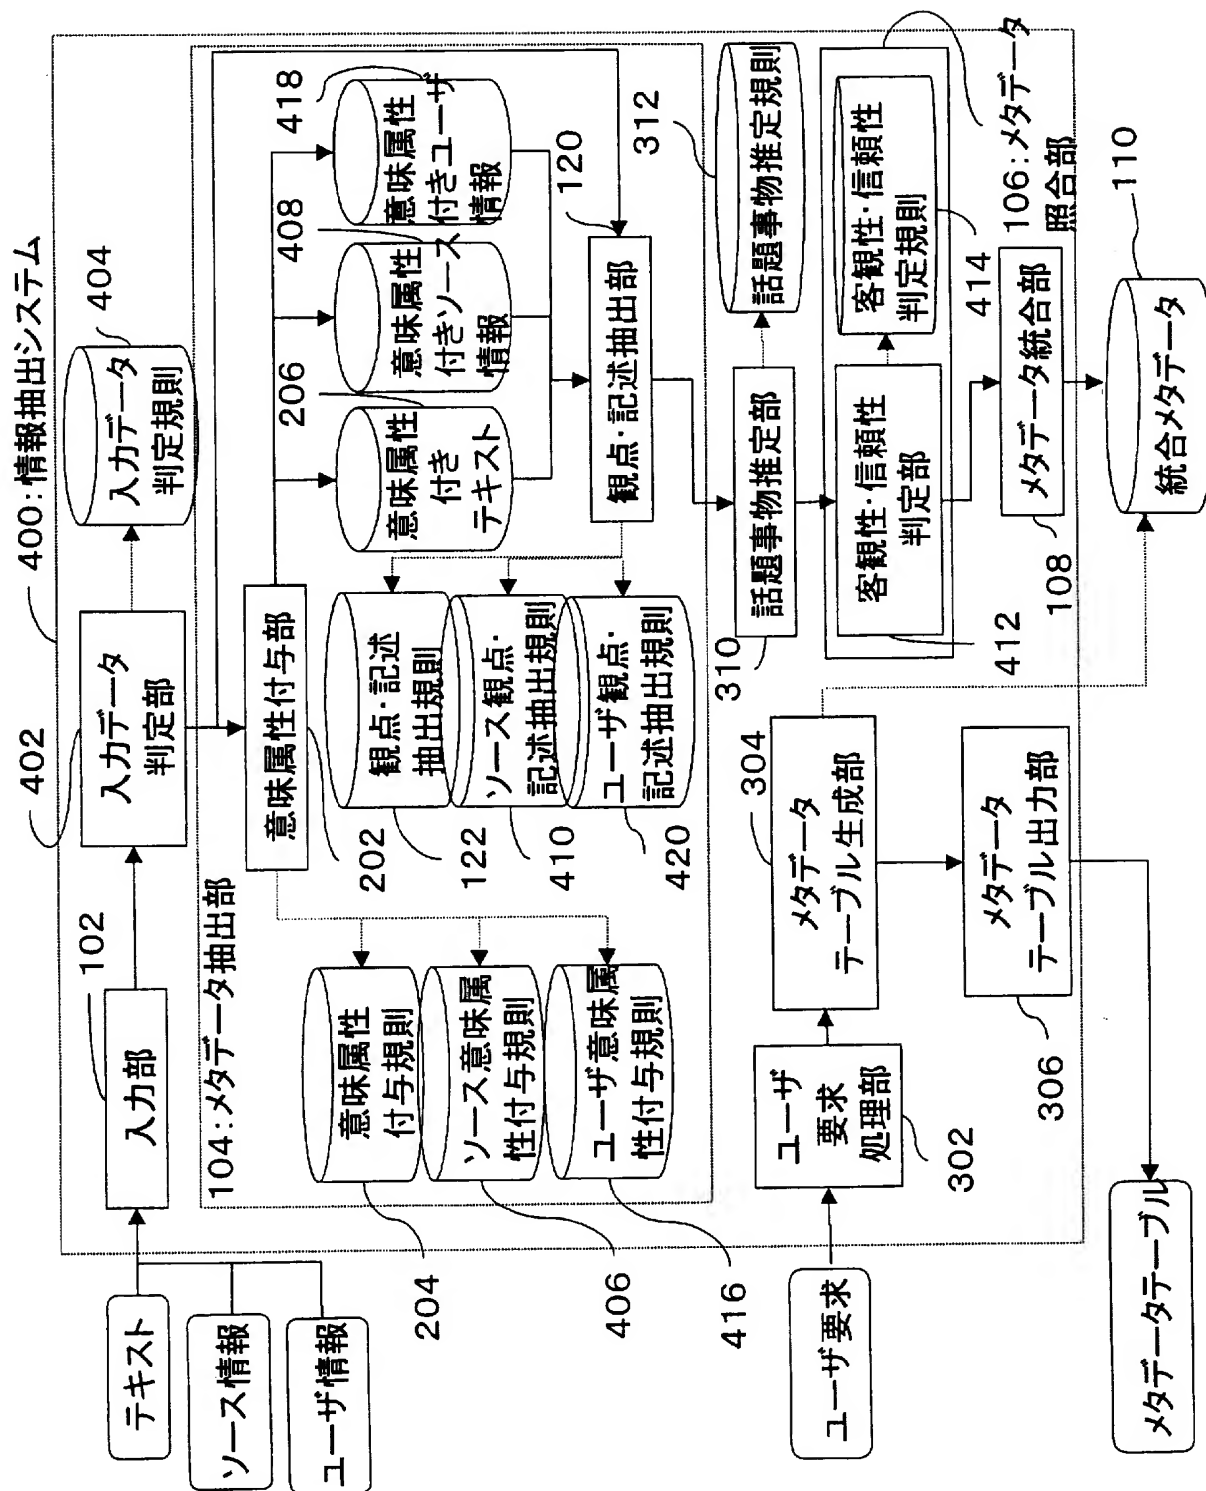 400:情報抽出システム
402
入力データ
判定部
404
入力データ
判定規則
102
入力部
テキスト
ソース情報
ユーザ情報
104:メタデータ抽出部
意味属性付与部
202
意味属性
付与規則
204
ソース意味属
性付与規則
406
ユーザ意味属
性付与規則
416
観点・記述
抽出規則
122
ソース観点・
記述抽出規則
410
ユーザ観点・
記述抽出規則
420
206
意味属性
付き
テキスト
408
意味属性
付きソース
情報
418
意味属性
付きユーザ
情報
120
観点・記述抽出部
310
話題事物推定部
312
話題事物推定規則
106:メタデータ
照合部
客観性・信頼性
判定部
412
客観性・信頼性
判定規則
414
メタデータ統合部
108
110
統合メタデータ
ユーザ要求
ユーザ
要求
処理部
302
304
メタデータ
テーブル生成部
メタデータ
テーブル出力部
306
メタデータテーブル